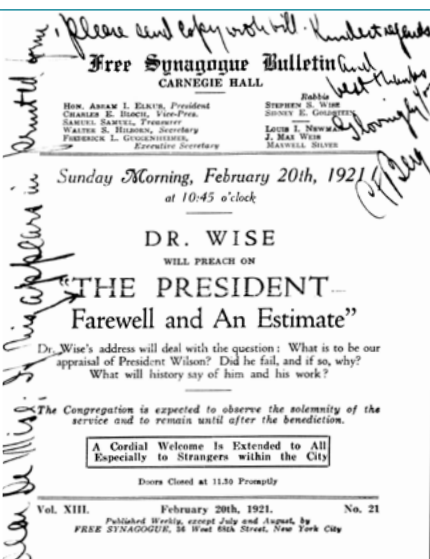 please send copy with bill. Kindest regards
and
best thanks
Free Synagogue Bulletin
CARNEGIE HALL
HON. ABRAM I. ELKUS, President
CHARLES E. BLOCH, Vice-Pres.
SAMUEL SAMUEL, Treasurer
WALTER S. HILBORN, Secretary
FREDERICK L. GUGGENHEIMER,
Executive Secretary
Rabbis
STEPHEN S. WISE
SIDNEY E. GOLDSTEIN
LOUIS I. NEWMAN
J. MAX WEIS
MAXWELL SILVER
Sunday Morning, February 20th, 1921
at 10:45 o'clock
DR. WISE
WILL PREACH ON
"THE PRESIDENT
Farewell and An Estimate"
Dr. Wise's address will deal with the question: What is to be our
appraisal of President Wilson? Did he fail, and if so, why?
What will history say of him and his work?
The Congregation is expected to observe the solemnity of the
service and to remain until after the benediction.
A Cordial Welcome Is Extended to All
Especially to Strangers within the City
Doors Closed at 11.30 Promptly
Vol. XIII. February 20th, 1921. No. 21
Published Weekly, except July and August, by
FREE SYNAGOGUE, 36 West 68th Street, New York City
appears in printed form,